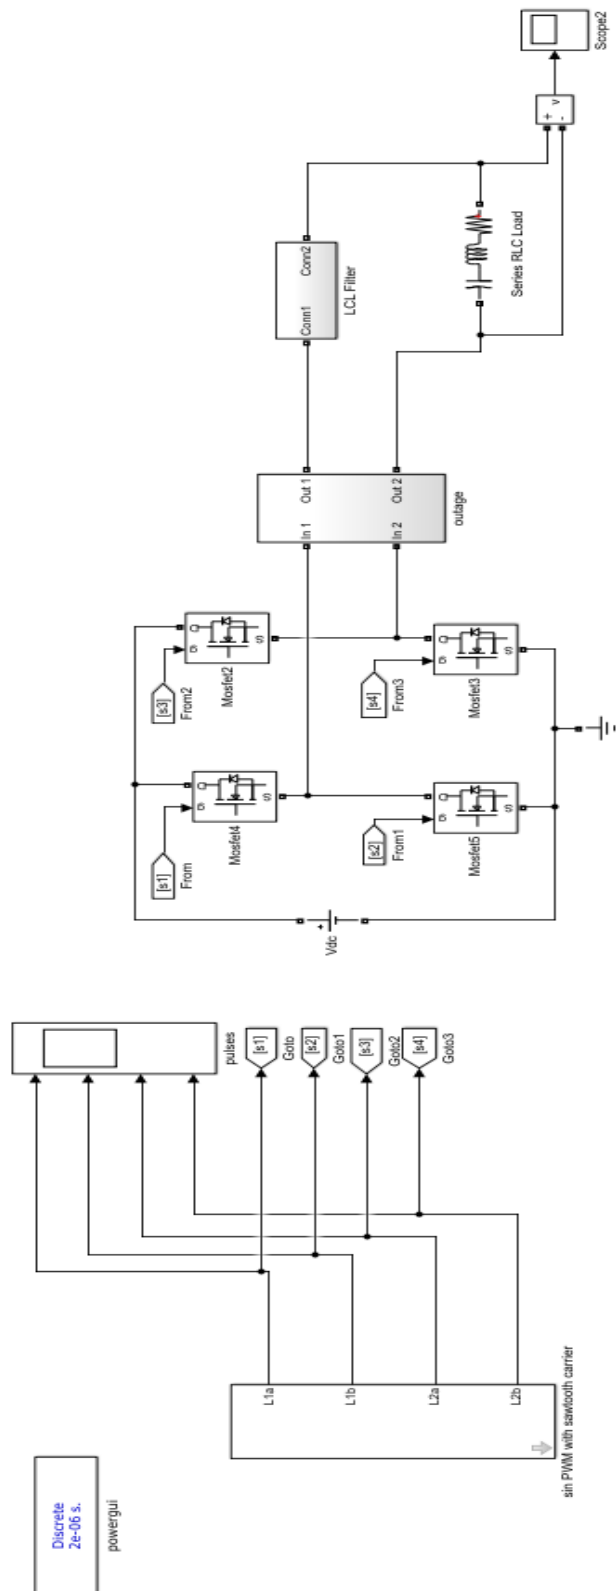 Discrete
2e-06 s.
powergui
L1a
L1b
L2a
L2b
sin PWM with sawtooth carrier
pulses
[s1]
Goto
[s2]
Goto1
[s3]
Goto2
[s4]
Goto3
+
Vdc
[s1]
From
[s3]
From2
[s2]
From1
[s4]
From3
Mosfet4
Mosfet2
Mosfet5
Mosfet3
In 1
Out 1
In 2
Out 2
outage
Conn1
Conn2
LCL Filter
Series RLC Load
+
v
-
Scope2